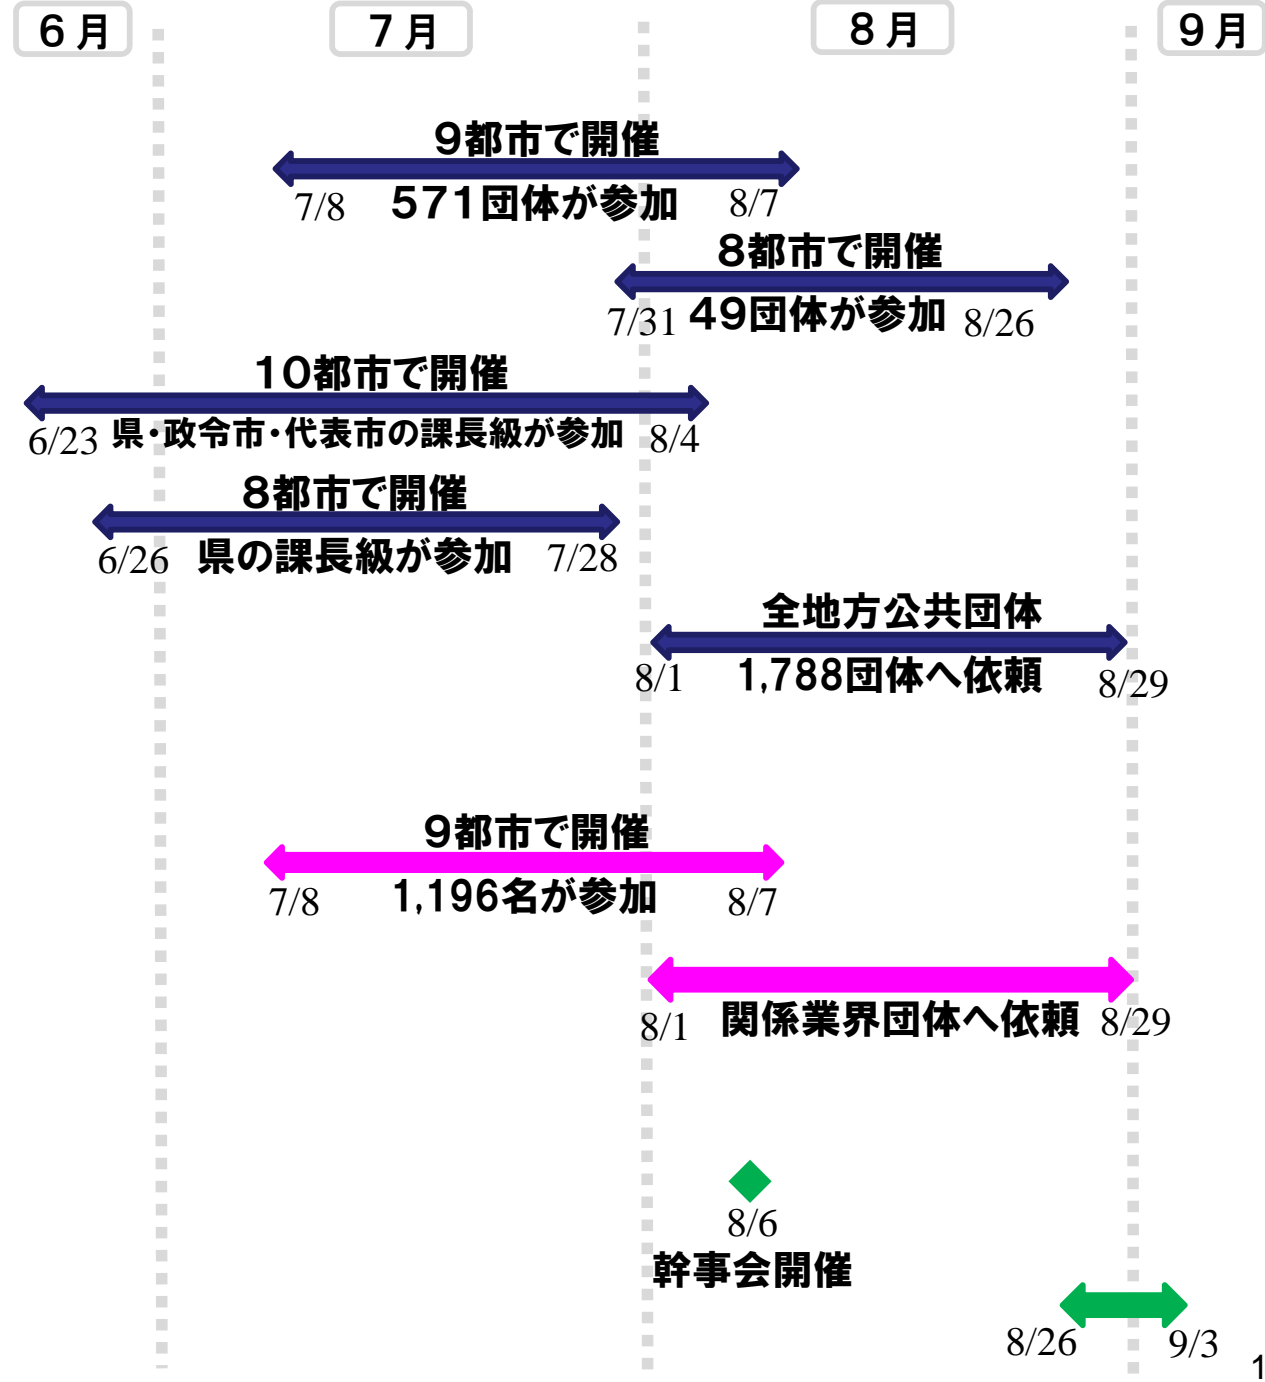 6月
7月
8月
9月
9都市で開催
7/8 571団体が参加 8/7
8都市で開催
7/31 49団体が参加 8/26
10都市で開催
6/23 県・政令市・代表市の課長級が参加 8/4
8都市で開催
6/26 県の課長級が参加 7/28
全地方公共団体
8/1 1,788団体へ依頼 8/29
9都市で開催
7/8 1,196名が参加 8/7
8/1 関係業界団体へ依頼 8/29
8/6
幹事会開催
8/26 9/3
1